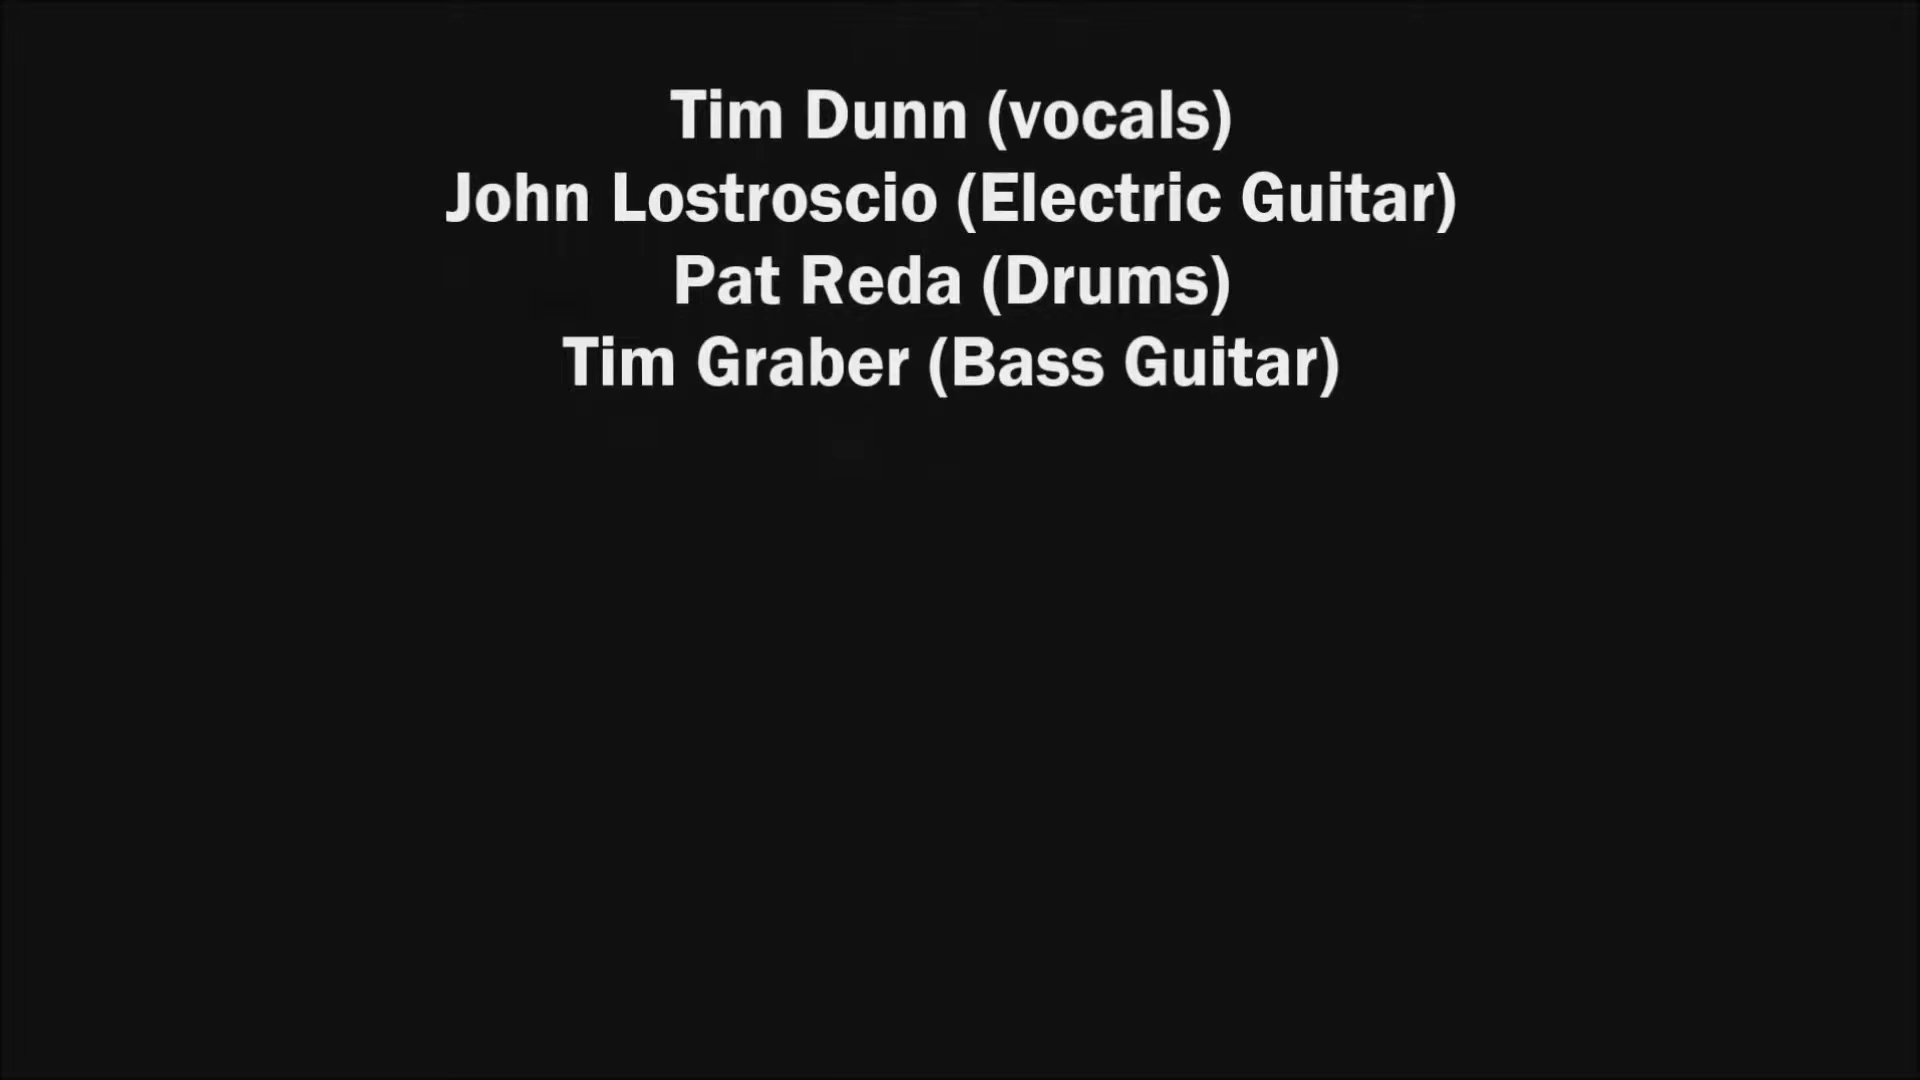 Tim Dunn (vocals)
John Lostroscio (Electric Guitar)
Pat Reda (Drums)
Tim Graber (Bass Guitar)